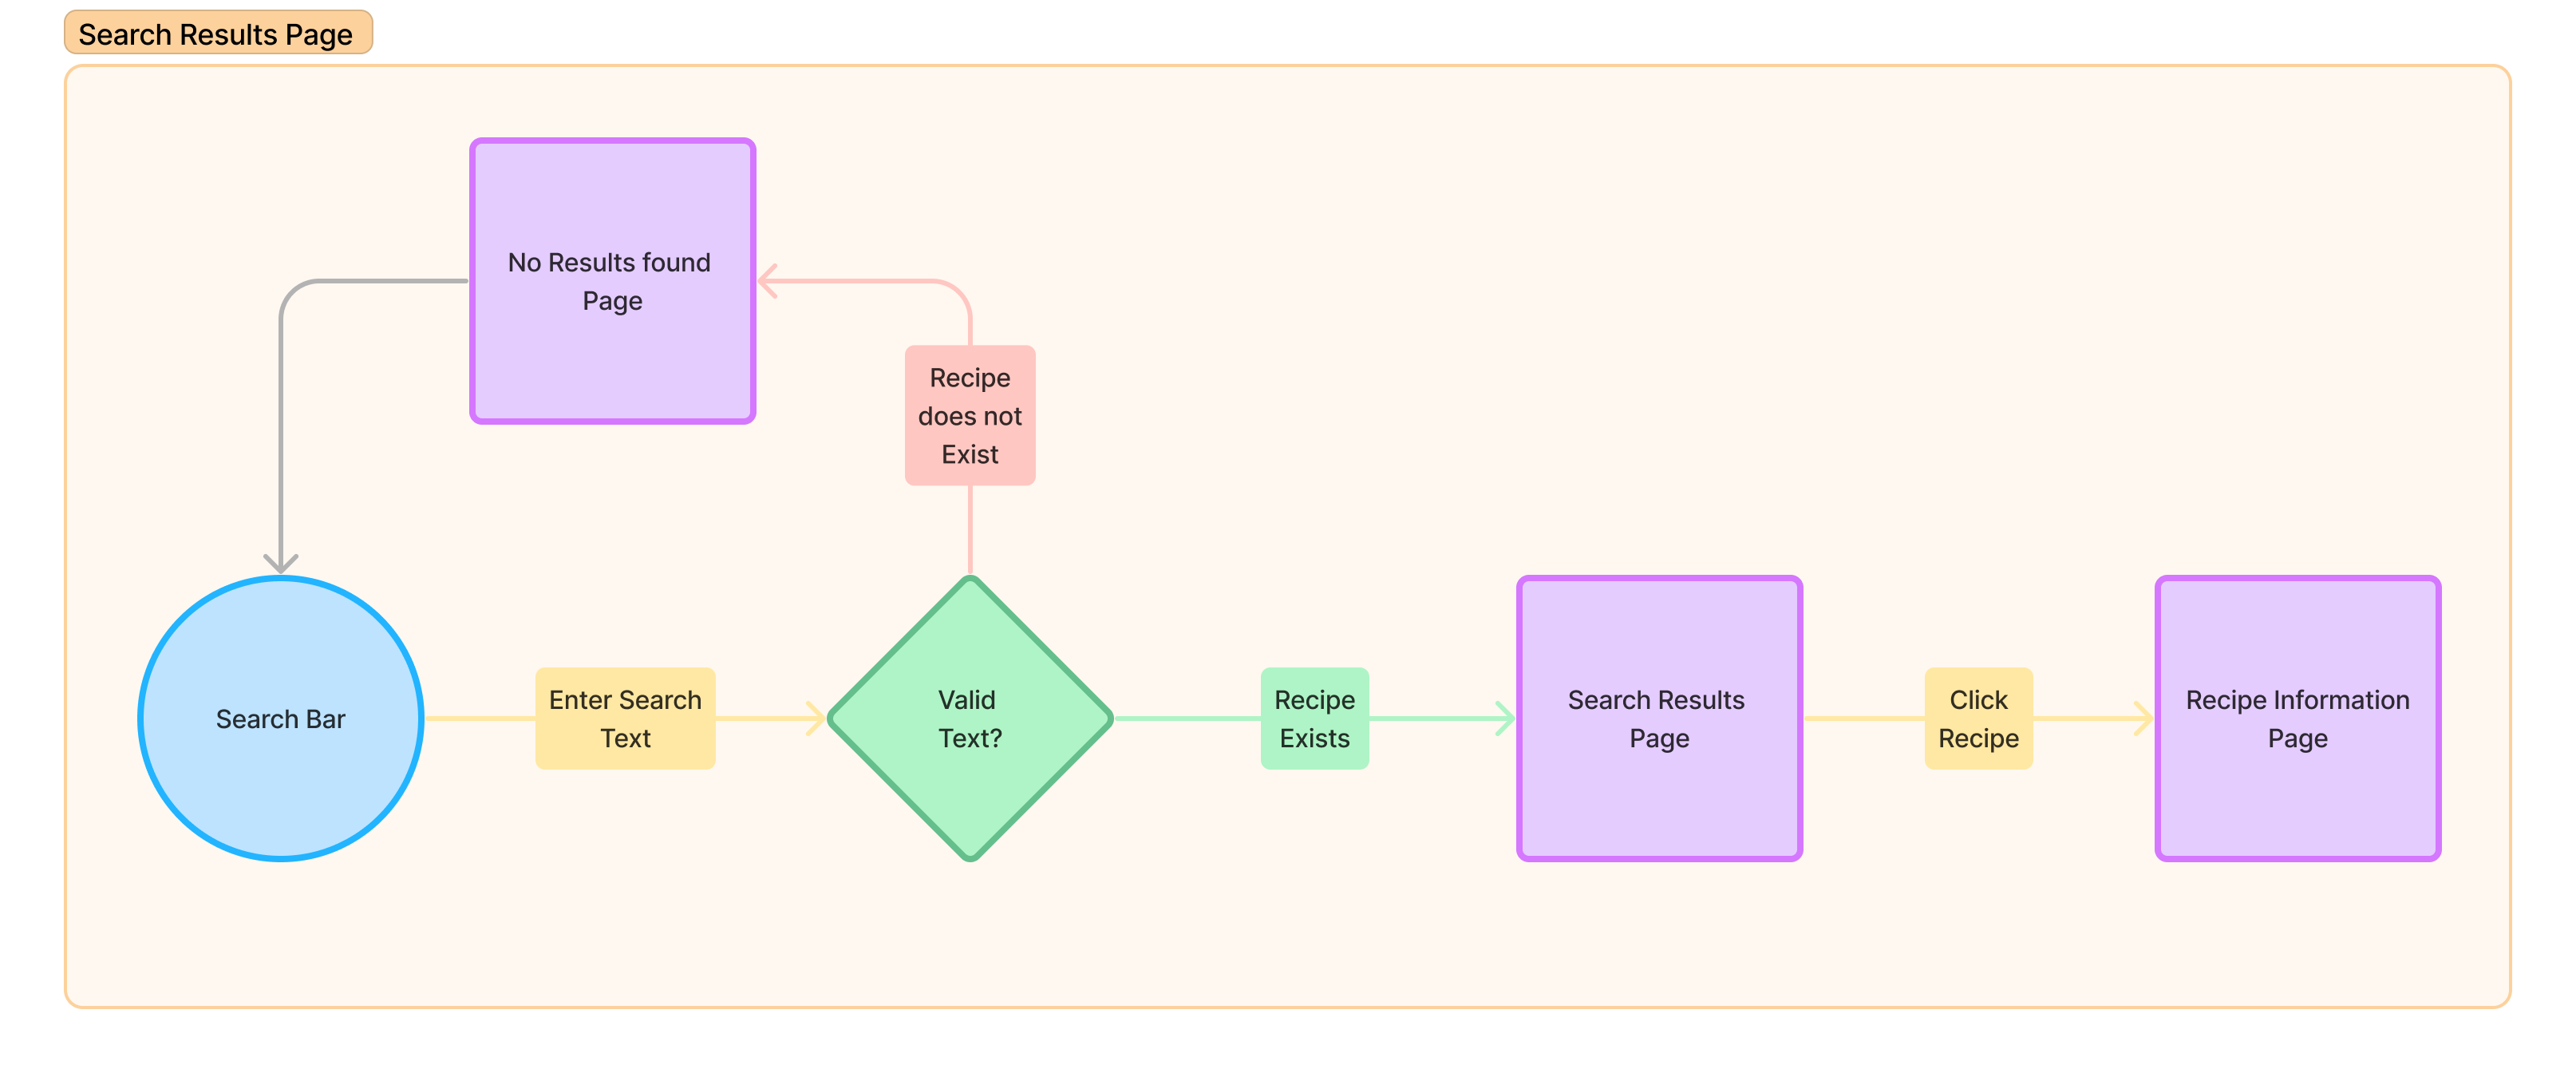 Search Results Page
No Results found
Page
Recipe
does not
Exist
Search Bar
Enter Search
Text
Valid
Text?
Recipe
Exists
Search Results
Page
Click
Recipe
Recipe Information
Page